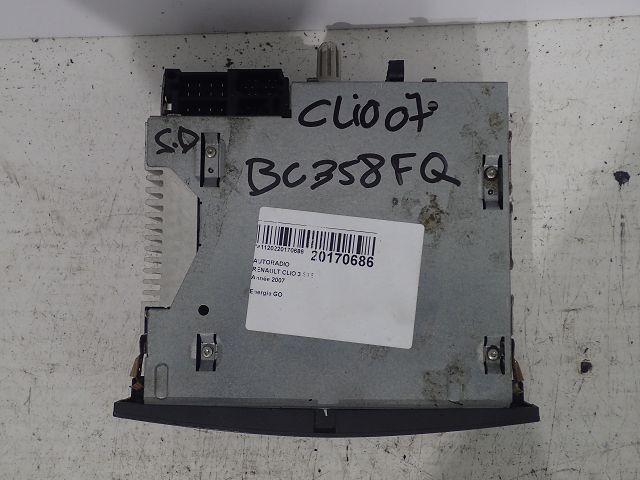 CLiO 07
S.D
BC358FQ
20170686
AUTORADIO
RENAULT CLIO 3
Année 2007
Energie GO